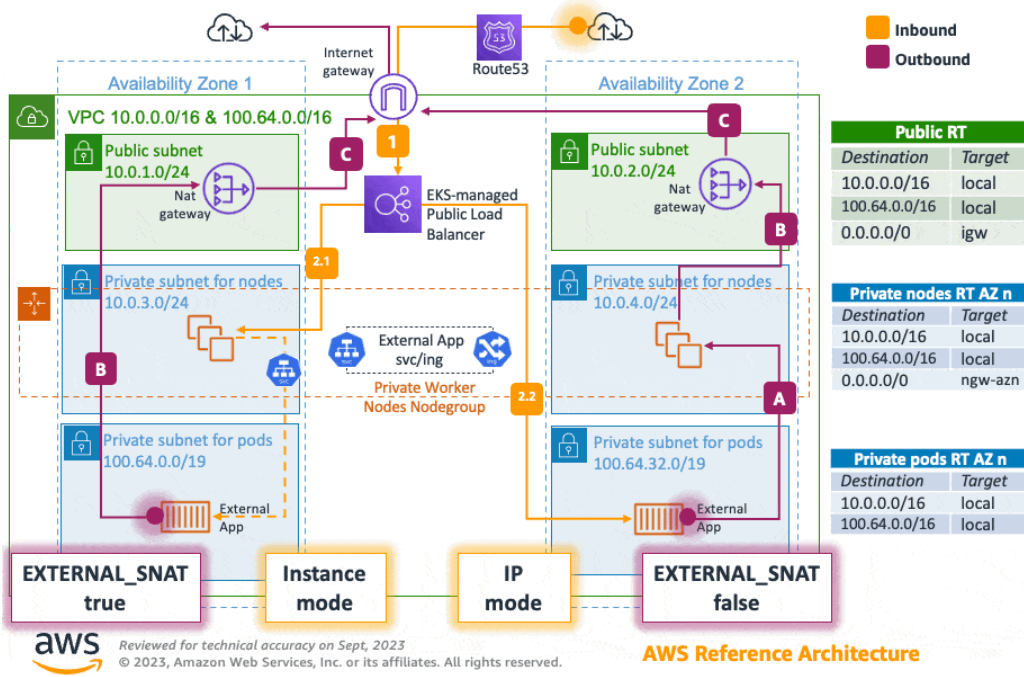 Inbound
Outbound
53
Route53
Internet
gateway
Availability Zone 1
Availability Zone 2
VPC 10.0.0.0/16 & 100.64.0.0/16
Public subnet
10.0.1.0/24
Nat
gateway
C
1
EKS-managed
Public Load
Balancer
C
Public subnet
10.0.2.0/24
Nat
gateway
B
2.1
Private subnet for nodes
10.0.3.0/24
svc
B
External App
svc/ing
svc
ing
Private Worker
Nodes Nodegroup
2.2
Private subnet for nodes
10.0.4.0/24
A
Private subnet for pods
100.64.0.0/19
External
App
Private subnet for pods
100.64.32.0/19
External
App
EXTERNAL_SNAT
true
Instance
mode
IP
mode
EXTERNAL_SNAT
false
Public RT
Destination Target
10.0.0.0/16 local
100.64.0.0/16 local
0.0.0.0/0 igw
Private nodes RT AZ n
Destination Target
10.0.0.0/16 local
100.64.0.0/16 local
0.0.0.0/0 ngw-azn
Private pods RT AZ n
Destination Target
10.0.0.0/16 local
100.64.0.0/16 local
aws
Reviewed for technical accuracy on Sept, 2023
© 2023, Amazon Web Services, Inc. or its affiliates. All rights reserved.
AWS Reference Architecture